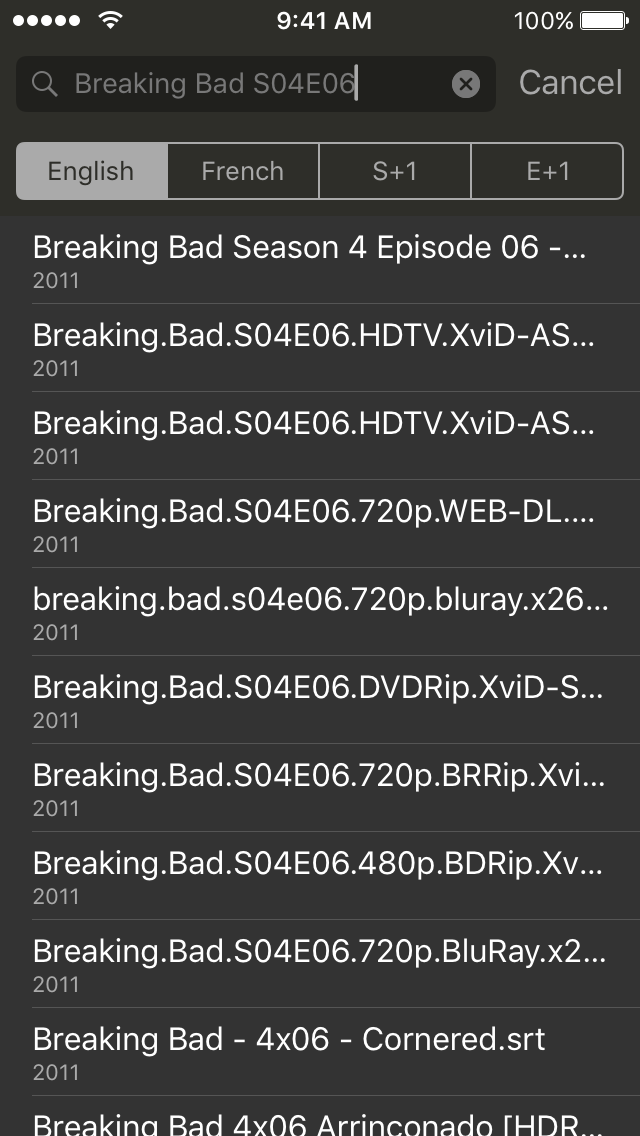 9:41 AM 100%
Breaking Bad S04E06 Cancel
English French S+1 E+1
Breaking Bad Season 4 Episode 06 -...
2011
Breaking.Bad.S04E06.HDTV.XviD-AS...
2011
Breaking.Bad.S04E06.HDTV.XviD-AS...
2011
Breaking.Bad.S04E06.720p.WEB-DL....
2011
breaking.bad.s04e06.720p.bluray.x26...
2011
Breaking.Bad.S04E06.DVDRip.XviD-S...
2011
Breaking.Bad.S04E06.720p.BRRip.Xvi...
2011
Breaking.Bad.S04E06.480p.BDRip.Xv...
2011
Breaking.Bad.S04E06.720p.BluRay.x2...
2011
Breaking Bad - 4x06 - Cornered.srt
2011
Breaking Bad 4x06 Arrinconado [HDR...